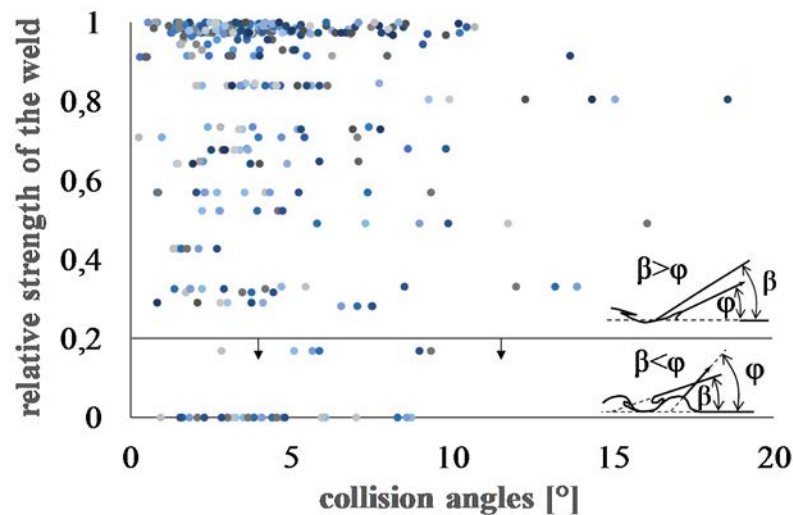 relative strength of the weld
1
0,8
0,6
0,4
0,2
0
β>φ
β
φ
β<φ
φ
β
0 5 10 15 20
collision angles [°]